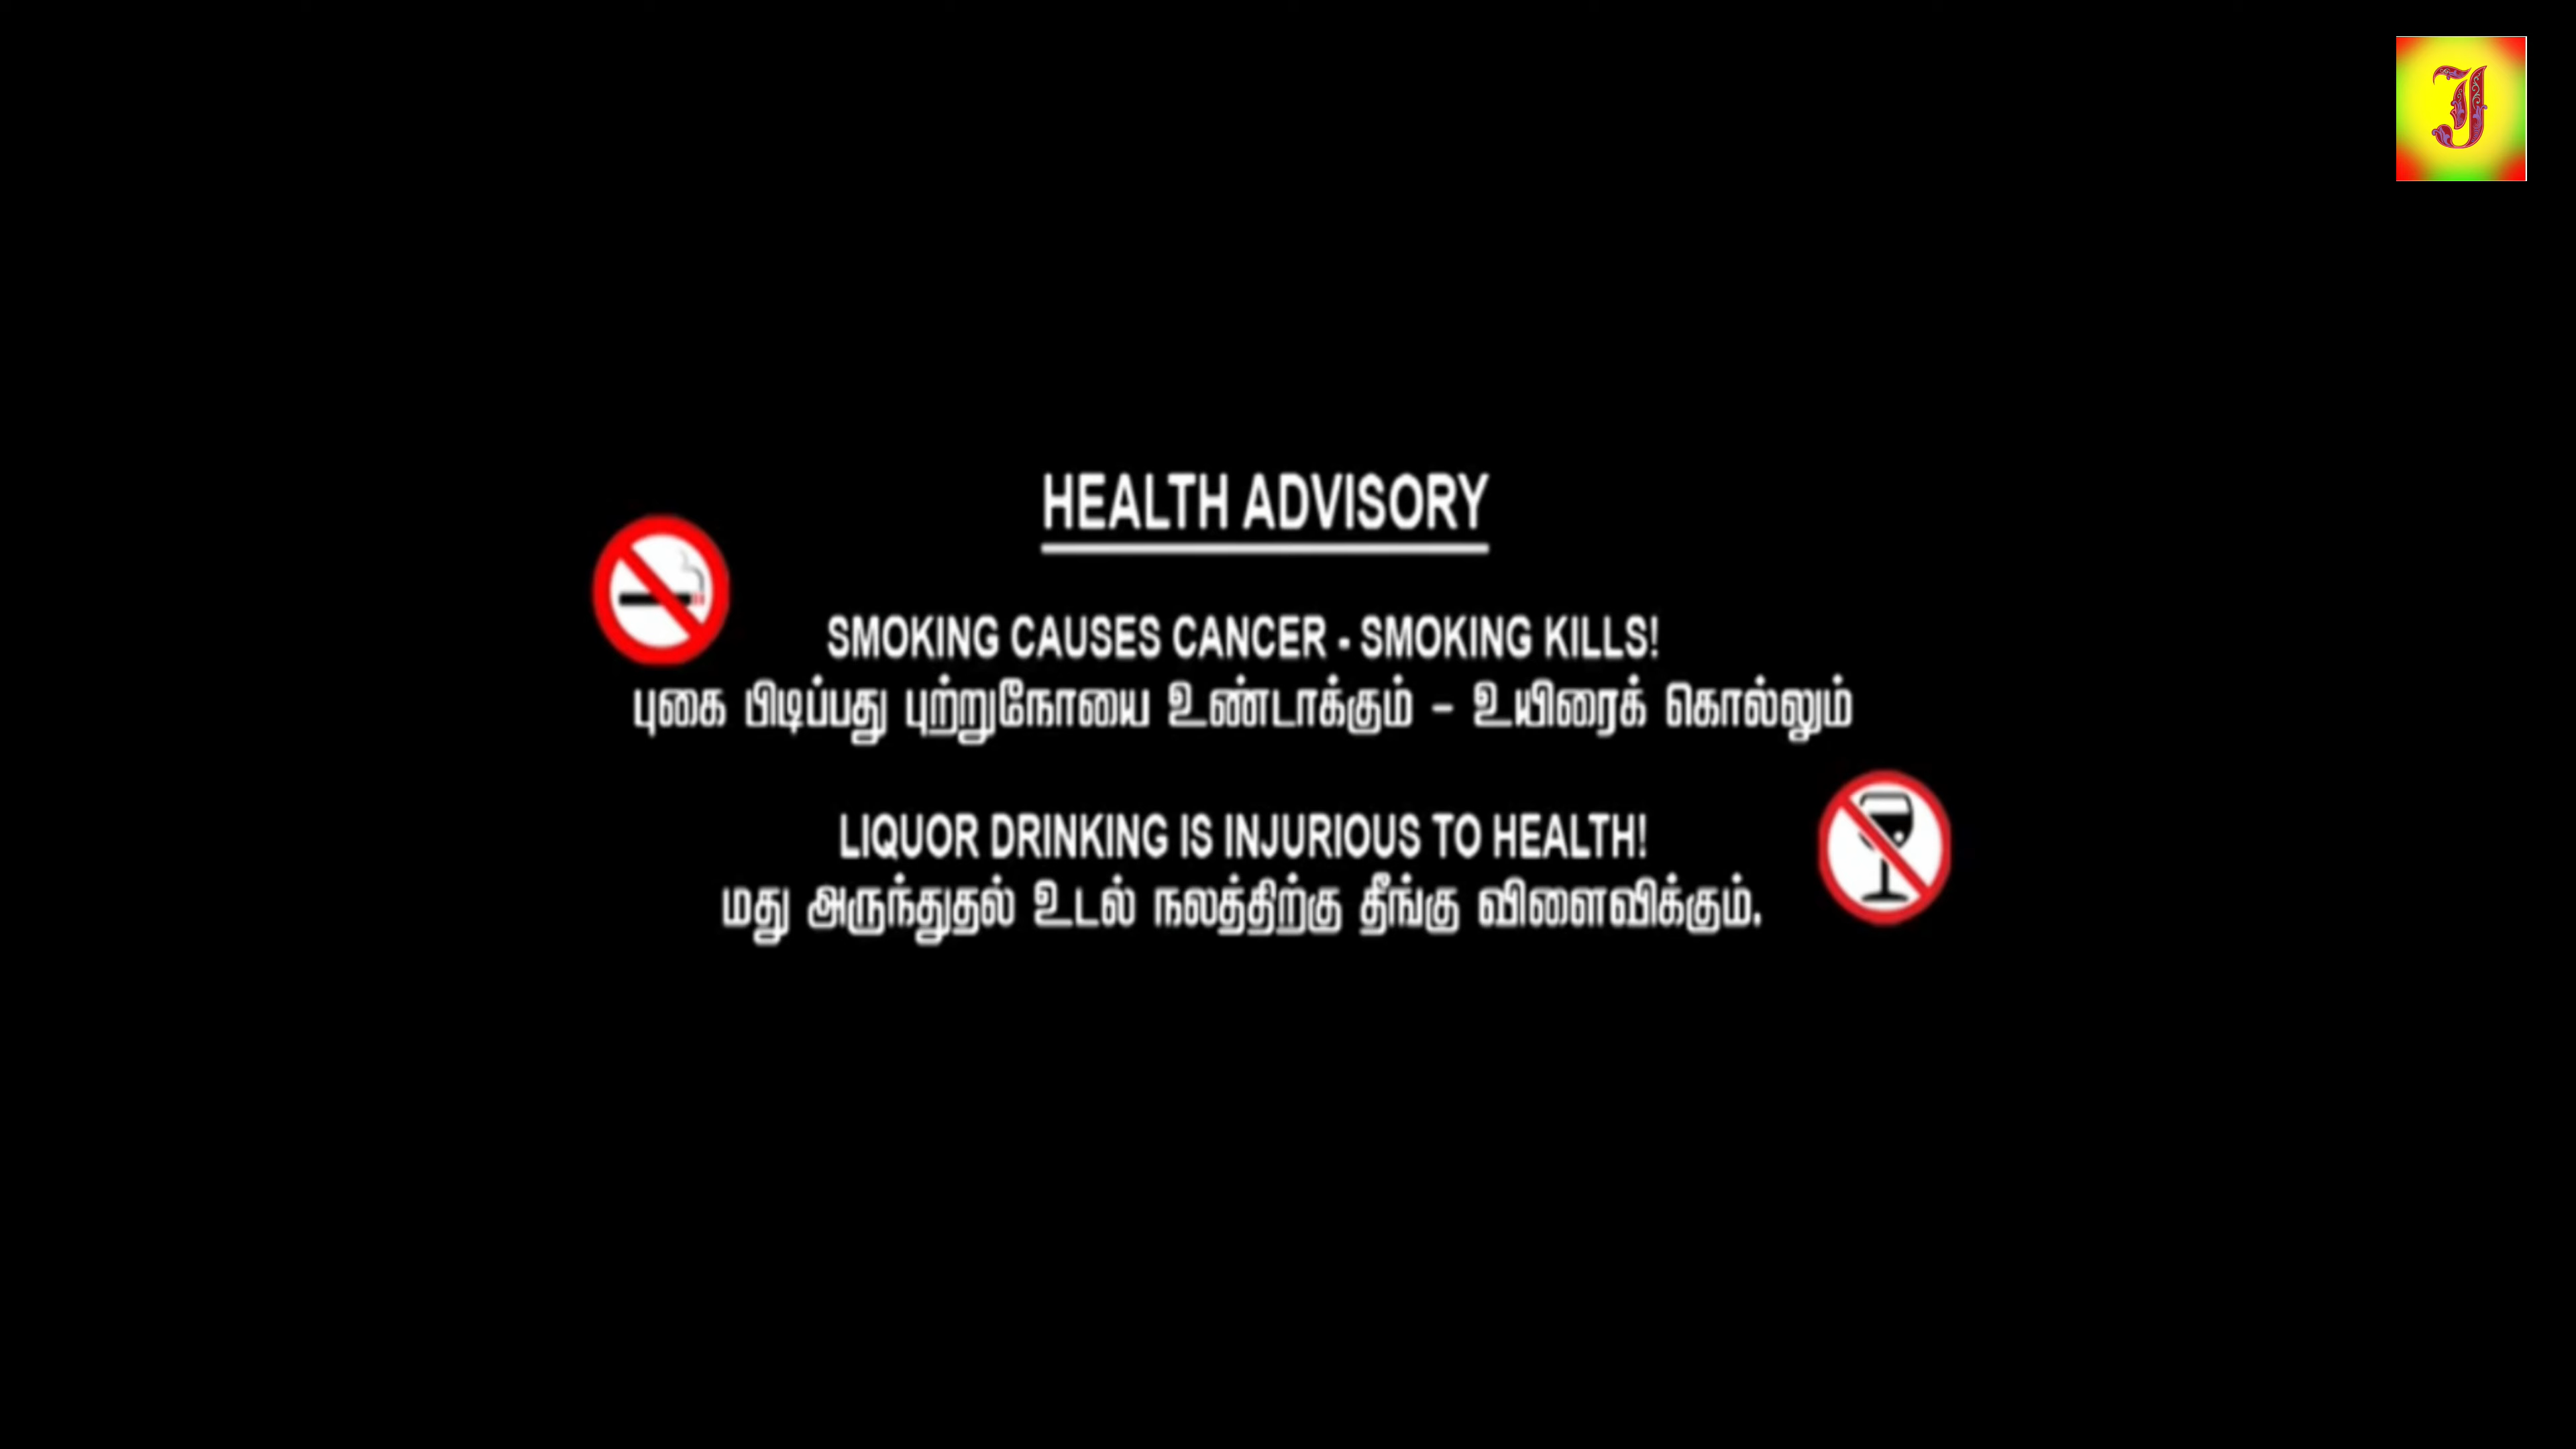 J
HEALTH ADVISORY
SMOKING CAUSES CANCER - SMOKING KILLS!
புகை பிடிப்பது புற்றுநோயை உண்டாக்கும் - உயிரைக் கொல்லும்
LIQUOR DRINKING IS INJURIOUS TO HEALTH!
மது அருந்துதல் உடல் நலத்திற்கு தீங்கு விளைவிக்கும்.